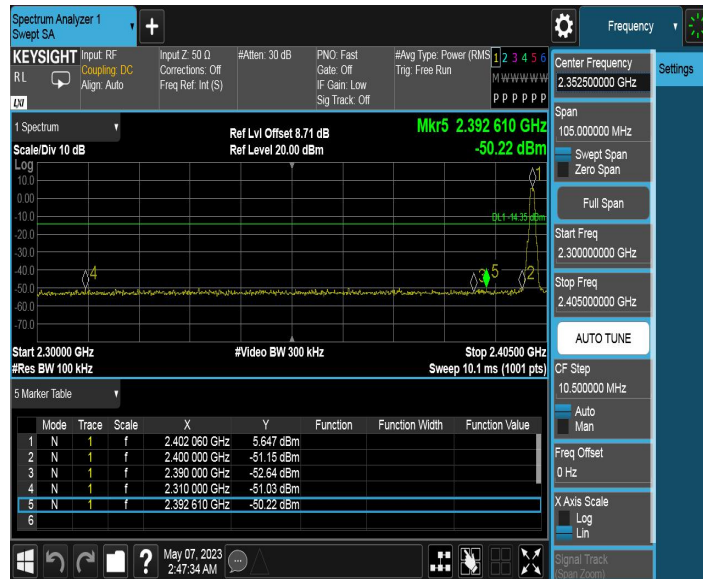 Spectrum Analyzer 1
Swept SA
Frequency
KEYSIGHT
RL
LXI
Input: RF
Coupling: DC
Align: Auto
Input Z: 50 Ω
Corrections: Off
Freq Ref: Int (S)
#Atten: 30 dB
PNO: Fast
Gate: Off
IF Gain: Low
Sig Track: Off
#Avg Type: Power (RMS
Trig: Free Run
1 2 3 4 5 6
M W W W W W
P P P P P P
Center Frequency
2.352500000 GHz
Settings
Span
105.000000 MHz
Swept Span
Zero Span
Full Span
Start Freq
2.300000000 GHz
Stop Freq
2.405000000 GHz
AUTO TUNE
CF Step
10.500000 MHz
Auto
Man
Freq Offset
0 Hz
X Axis Scale
Log
Lin
Signal Track
(Span Zoom)
1 Spectrum
Scale/Div 10 dB
Ref Lvl Offset 8.71 dB
Ref Level 20.00 dBm
Mkr5 2.392 610 GHz
-50.22 dBm
Log
10.0
0.00
-10.0
-20.0
-30.0
-40.0
-50.0
-60.0
-70.0
1
DL1 -14.35 dBm
4
3
5
2
Start 2.30000 GHz
#Res BW 100 kHz
#Video BW 300 kHz
Stop 2.40500 GHz
Sweep 10.1 ms (1001 pts)
5 Marker Table
Mode Trace Scale X Y Function Function Width Function Value
1 N 1 f 2.402 060 GHz 5.647 dBm
2 N 1 f 2.400 000 GHz -51.15 dBm
3 N 1 f 2.390 000 GHz -52.64 dBm
4 N 1 f 2.310 000 GHz -51.03 dBm
5 N 1 f 2.392 610 GHz -50.22 dBm
6
?
May 07, 2023
2:47:34 AM